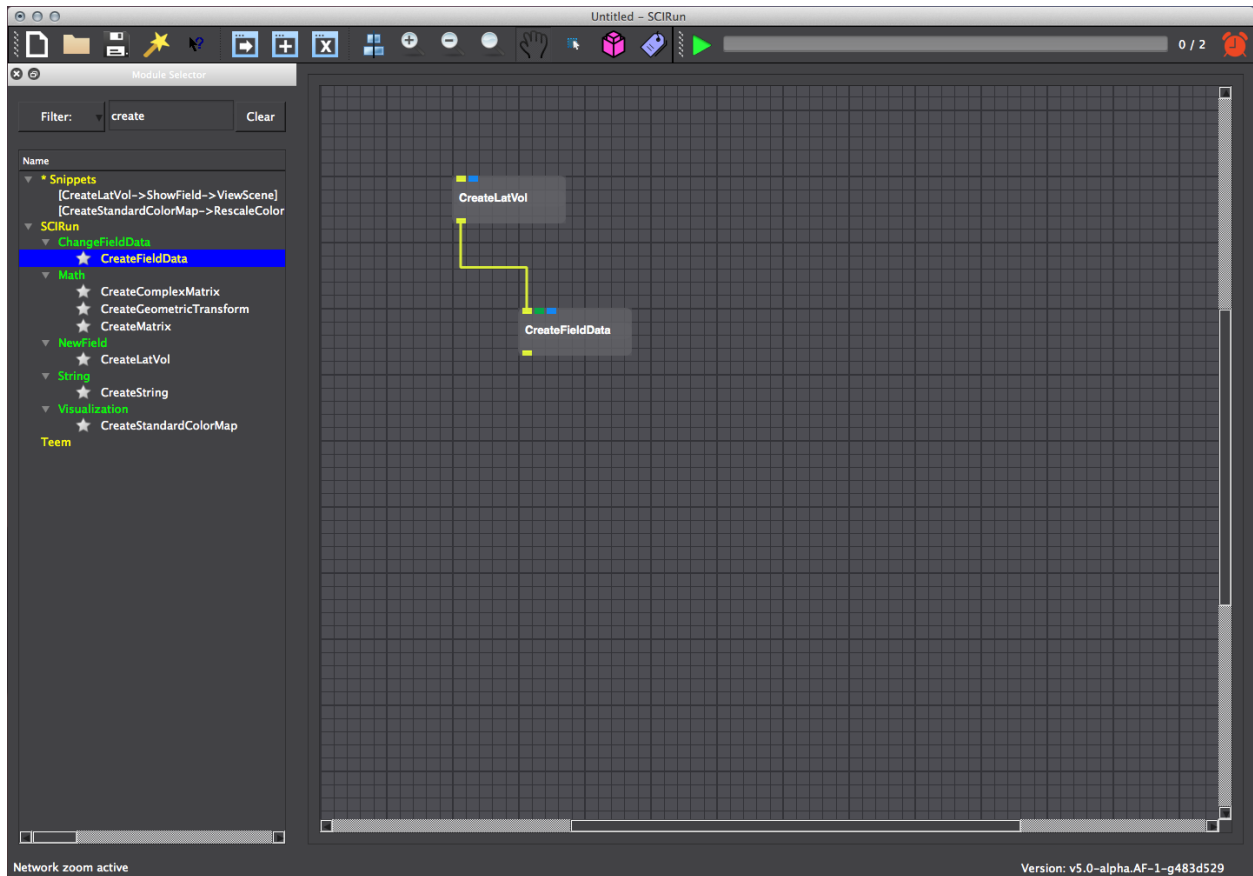 Untitled – SCIRun
0 / 2
Module Selector
Filter:
create
Clear
Name
* Snippets
[CreateLatVol->ShowField->ViewScene]
[CreateStandardColorMap->RescaleColor
SCIRun
ChangeFieldData
CreateFieldData
Math
CreateComplexMatrix
CreateGeometricTransform
CreateMatrix
NewField
CreateLatVol
String
CreateString
Visualization
CreateStandardColorMap
Teem
CreateLatVol
CreateFieldData
Network zoom active
Version: v5.0-alpha.AF-1-g483d529